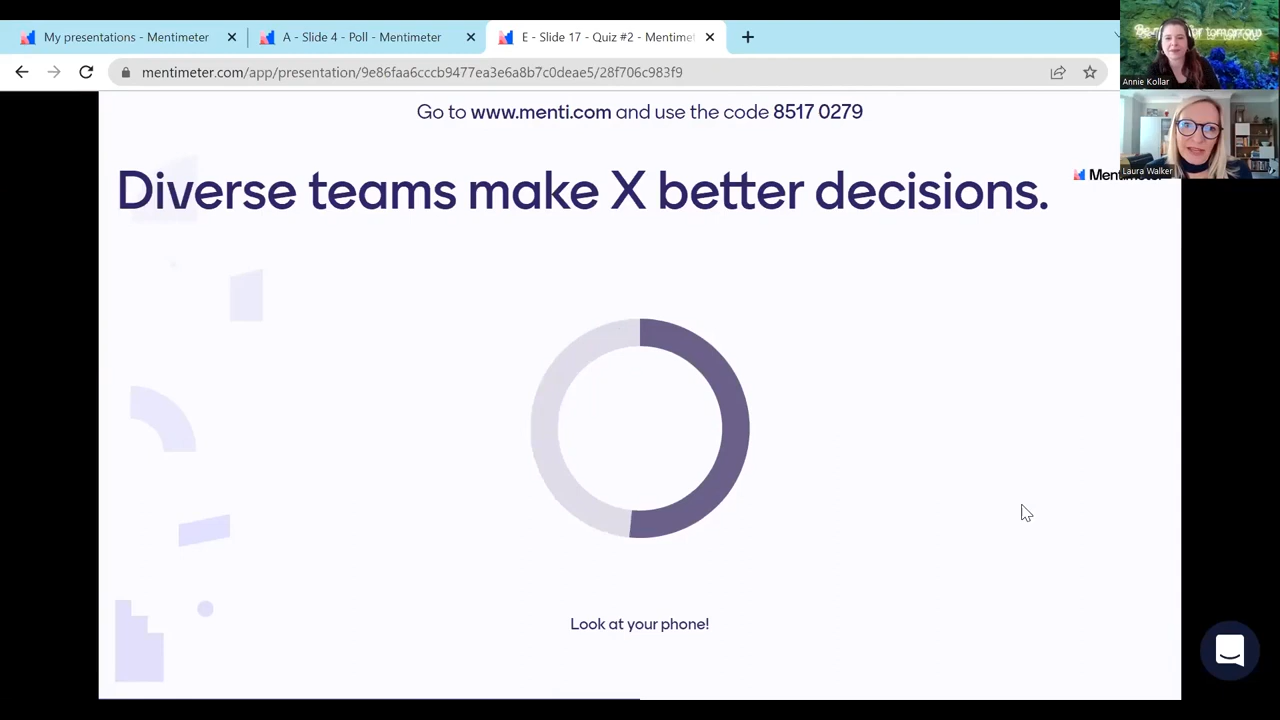 My presentations - Mentimeter
A - Slide 4 - Poll - Mentimeter
E - Slide 17 - Quiz #2 - Mentimet
mentimeter.com/app/presentation/9e86faa6cccb9477ea3e6a8b7c0deae5/28f706c983f9
Annie Kollar
Laura Walker
Go to www.menti.com and use the code 8517 0279
Diverse teams make X better decisions.
Look at your phone!